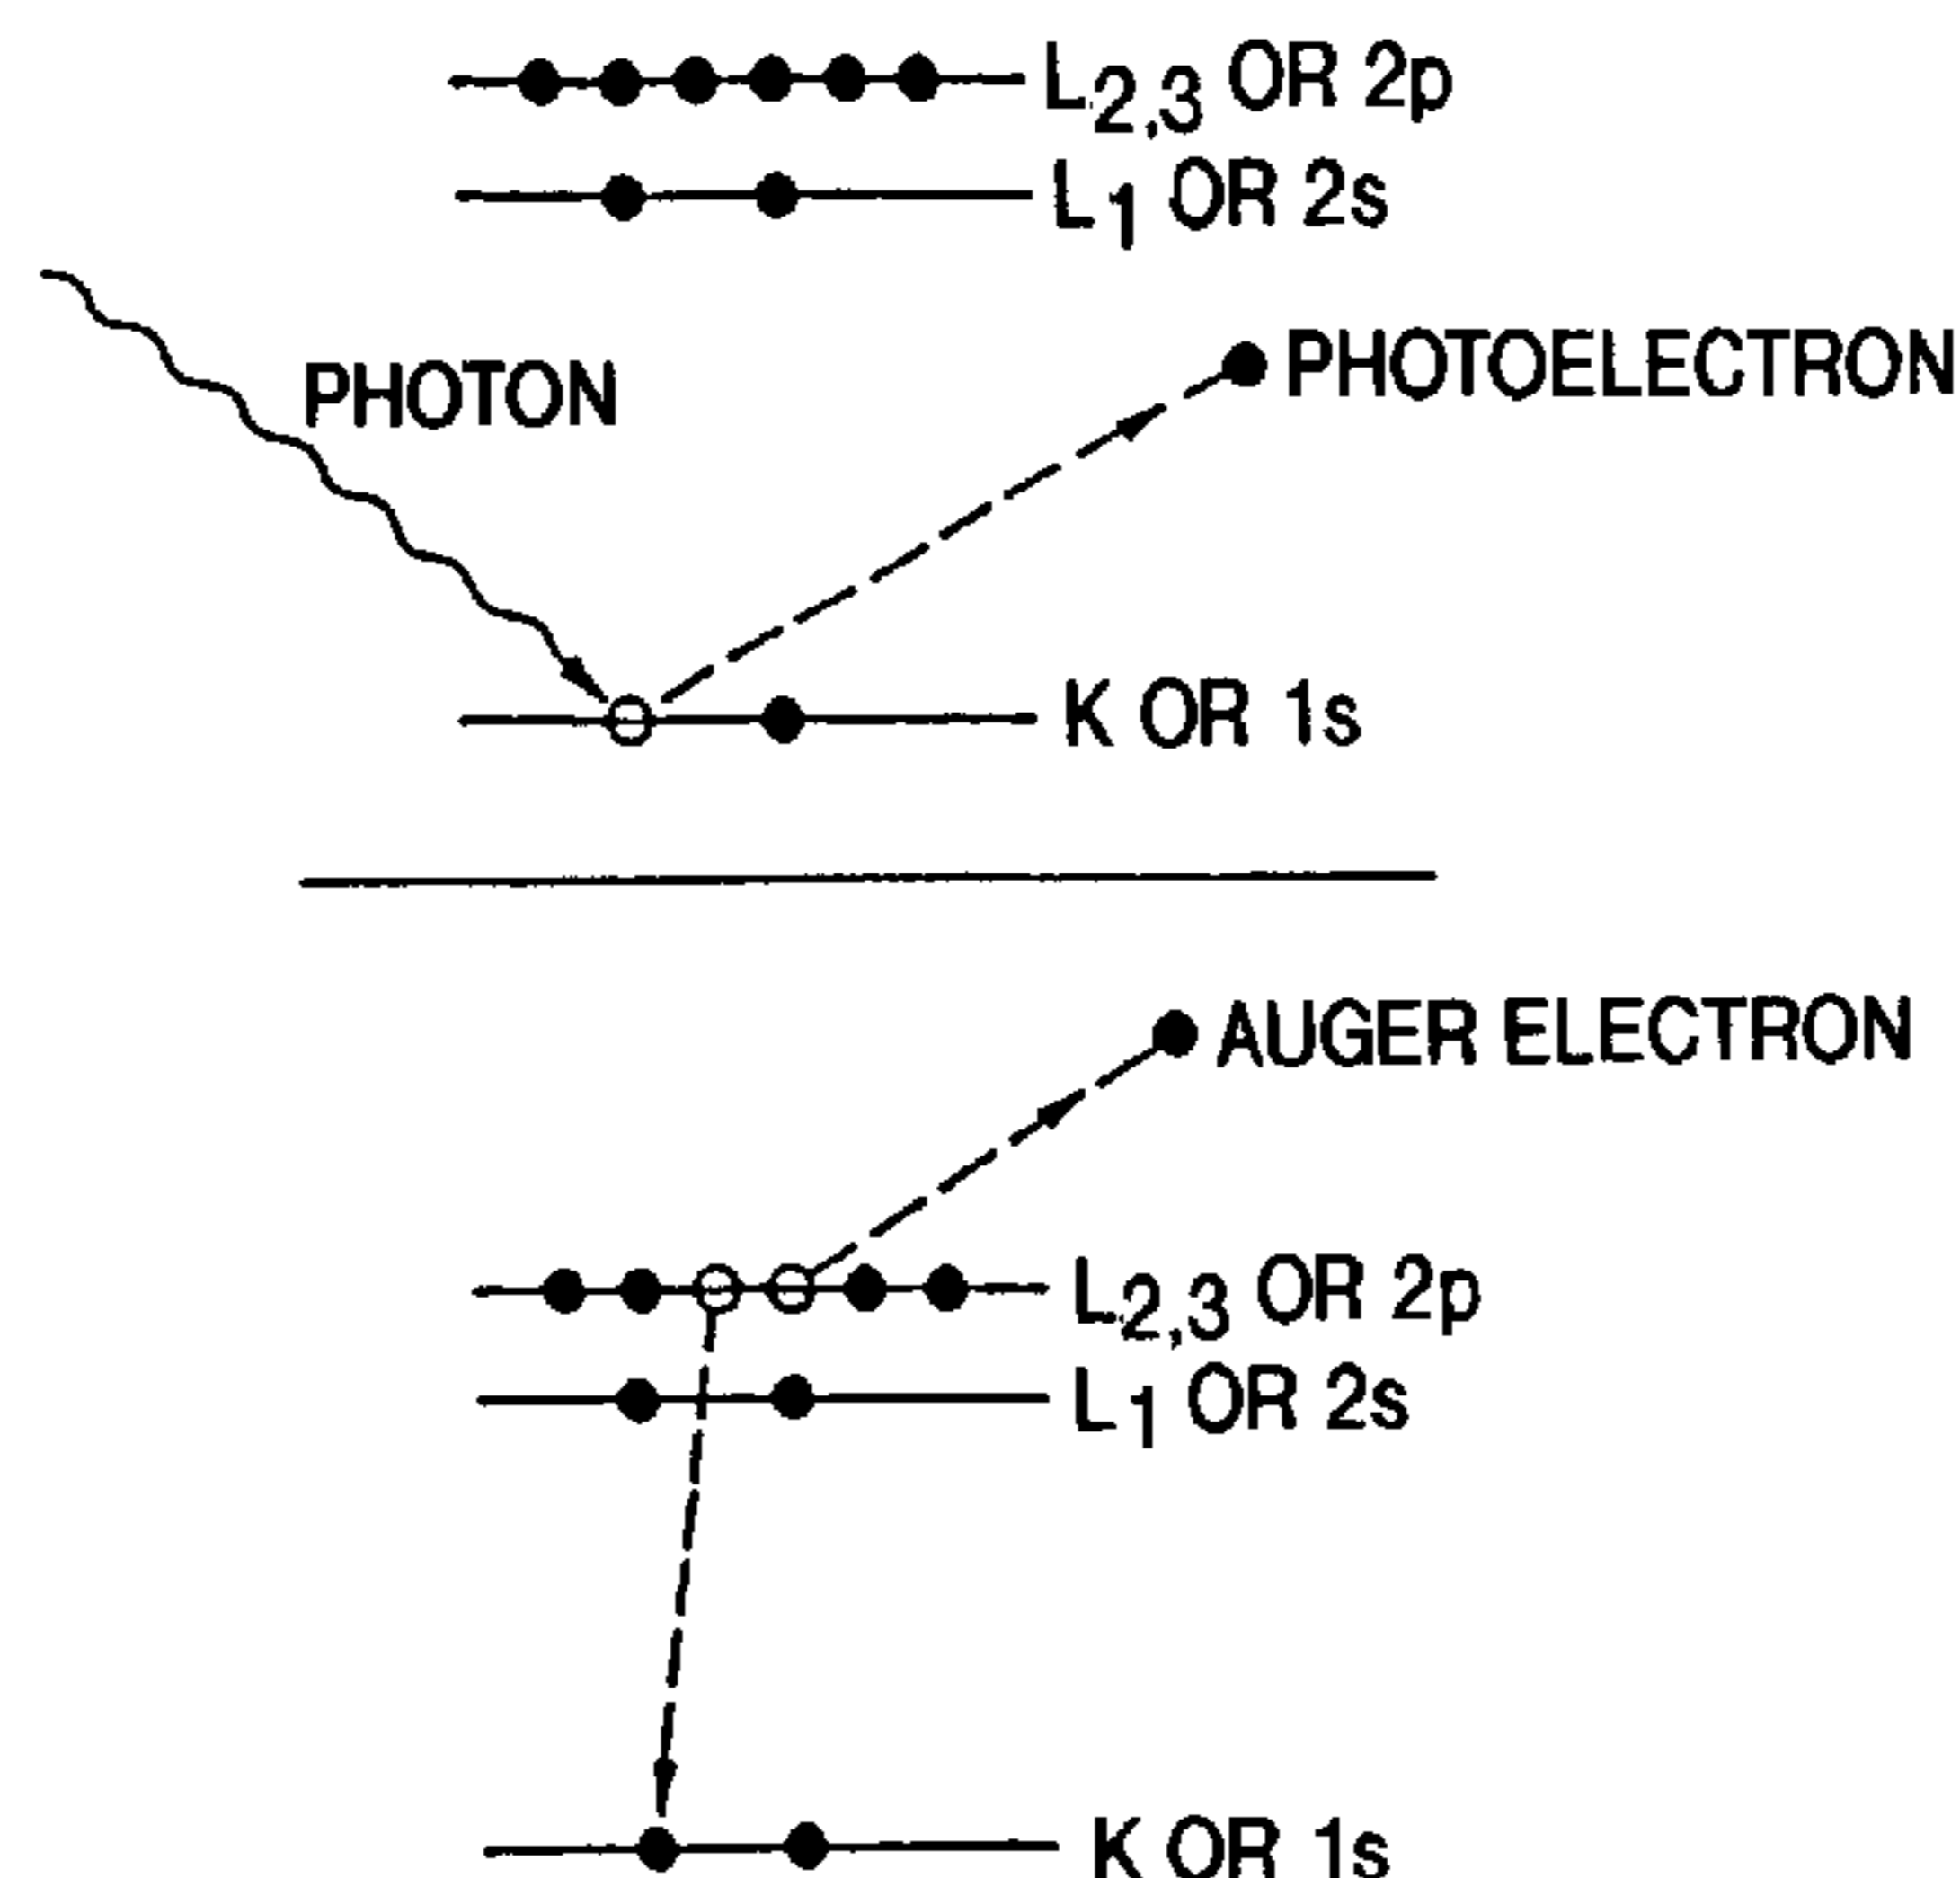 L2,3 OR 2p
L1 OR 2s
PHOTON
PHOTOELECTRON
K OR 1s
AUGER ELECTRON
L2,3 OR 2p
L1 OR 2s
K OR 1s